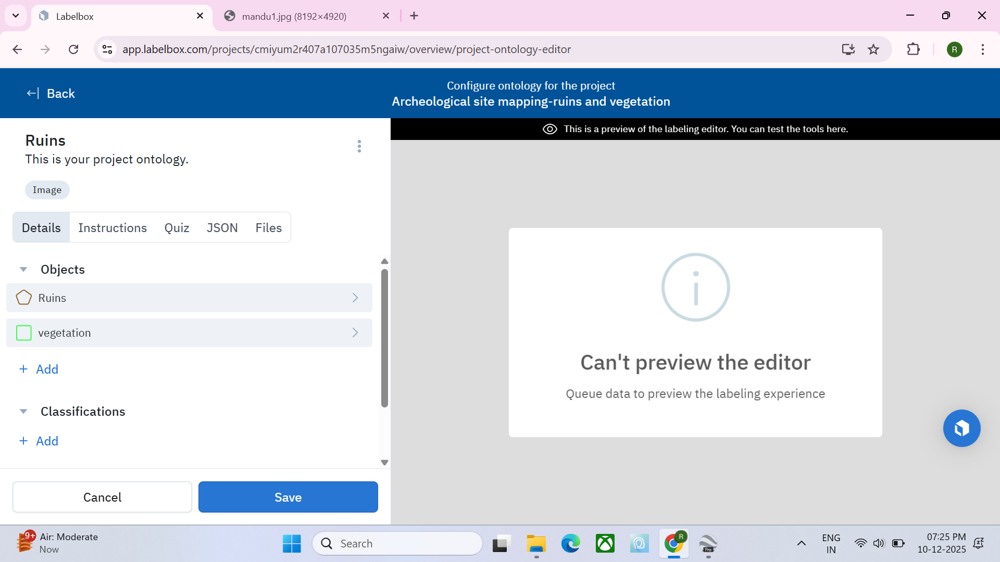 Labelbox
mandu1.jpg (8192×4920)
app.labelbox.com/projects/cmiyum2r407a107035m5ngaiw/overview/project-ontology-editor
R
Back
Configure ontology for the project
Archeological site mapping-ruins and vegetation
This is a preview of the labeling editor. You can test the tools here.
Ruins
This is your project ontology.
Image
Details Instructions Quiz JSON Files
Objects
Ruins
vegetation
+ Add
Classifications
+ Add
Cancel Save
Can't preview the editor
Queue data to preview the labeling experience
9+
Air: Moderate
Now
Search
R
Pro
ENG
IN
07:25 PM
10-12-2025